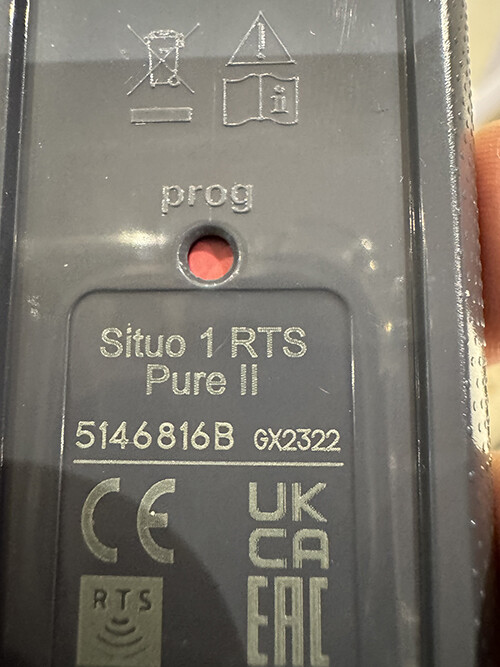 prog
Situo 1 RTS
Pure II
5146816B GX2322
CE
UK
CA
RTS
EAC